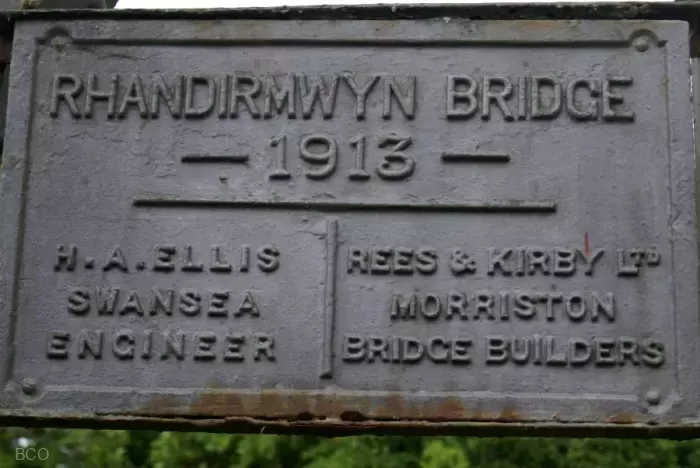 RHANDIRMWYN BRIDGE
— 1913 —
H.A. ELLIS
SWANSEA
ENGINEER
REES & KIRBY LTD
MORRISTON
BRIDGE BUILDERS
BCO